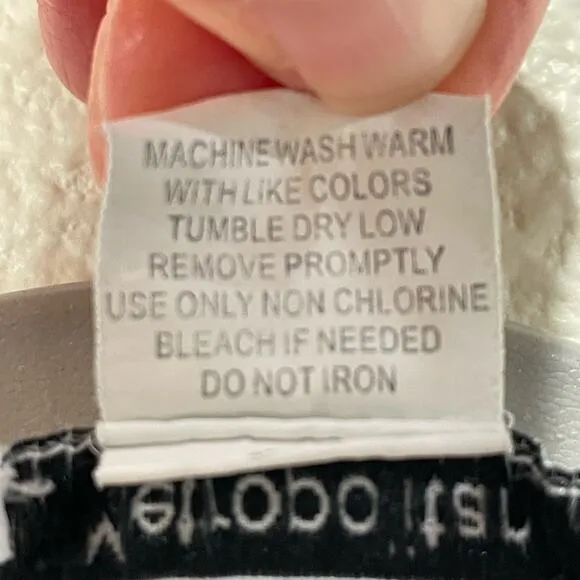 MACHINE WASH WARM
WITH LIKE COLORS
TUMBLE DRY LOW
REMOVE PROMPTLY
USE ONLY NON CHLORINE
BLEACH IF NEEDED
DO NOT IRON